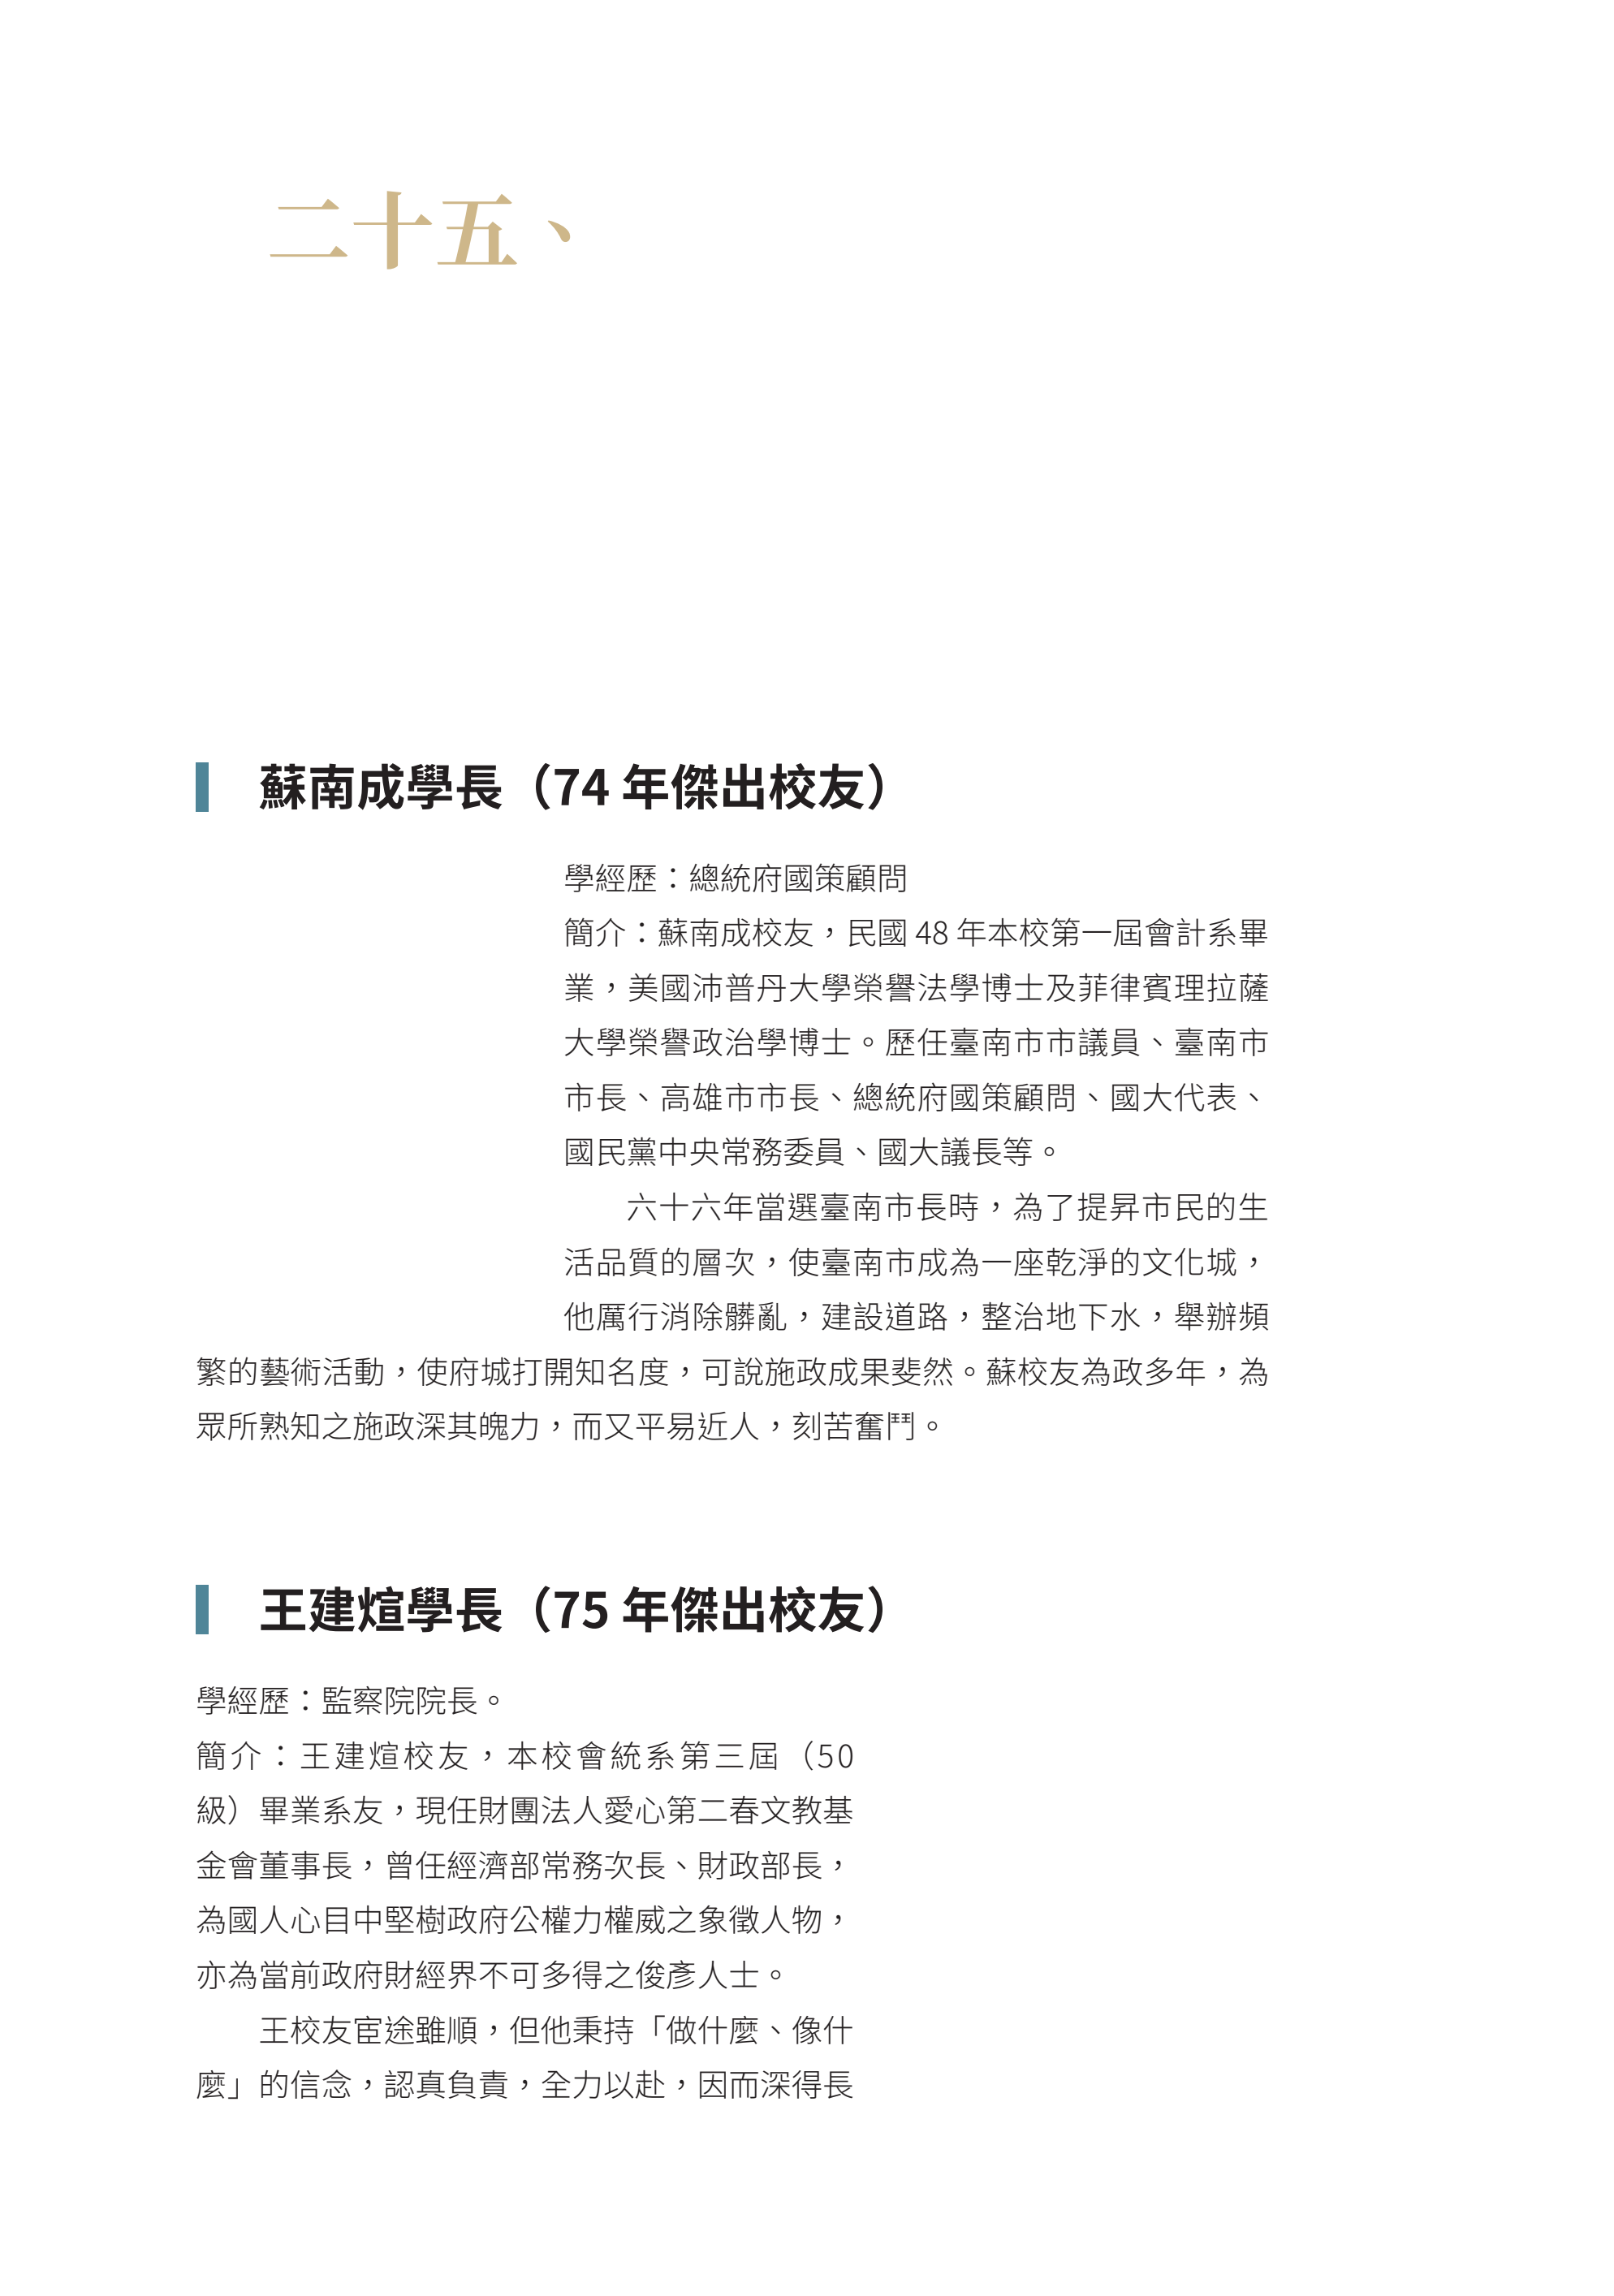 二十五、
蘇南成學長（74 年傑出校友）
學經歷：總統府國策顧問
簡介：蘇南成校友，民國 48 年本校第一屆會計系畢
業，美國沛普丹大學榮譽法學博士及菲律賓理拉薩
大學榮譽政治學博士。歷任臺南市市議員、臺南市
市長、高雄市市長、總統府國策顧問、國大代表、
國民黨中央常務委員、國大議長等。
六十六年當選臺南市長時，為了提昇市民的生
活品質的層次，使臺南市成為一座乾淨的文化城，
他厲行消除髒亂，建設道路，整治地下水，舉辦頻
繁的藝術活動，使府城打開知名度，可說施政成果斐然。蘇校友為政多年，為
眾所熟知之施政深其魄力，而又平易近人，刻苦奮鬥。
王建煊學長（75 年傑出校友）
學經歷：監察院院長。
簡介：王建煊校友，本校會統系第三屆（50
級）畢業系友，現任財團法人愛心第二春文教基
金會董事長，曾任經濟部常務次長、財政部長，
為國人心目中堅樹政府公權力權威之象徵人物，
亦為當前政府財經界不可多得之俊彥人士。
王校友宦途雖順，但他秉持「做什麼、像什
麼」的信念，認真負責，全力以赴，因而深得長